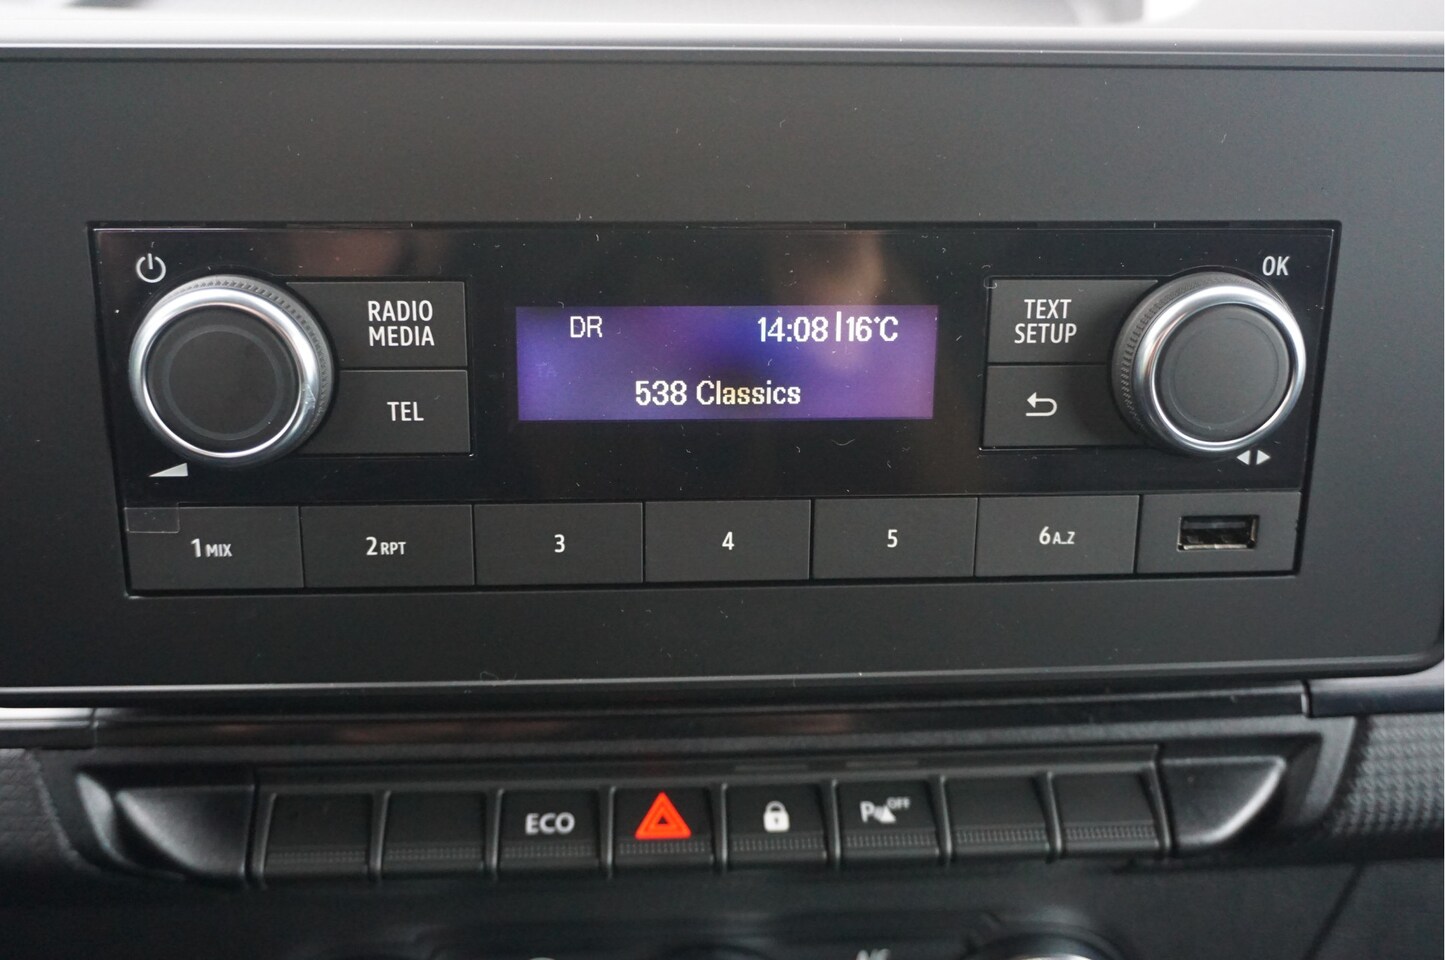 OK
RADIO
MEDIA
TEL
DR
14:08|16°C
538 Classics
TEXT
SETUP
1 MIX
2 RPT
3
4
5
6 A_Z
ECO
P OFF